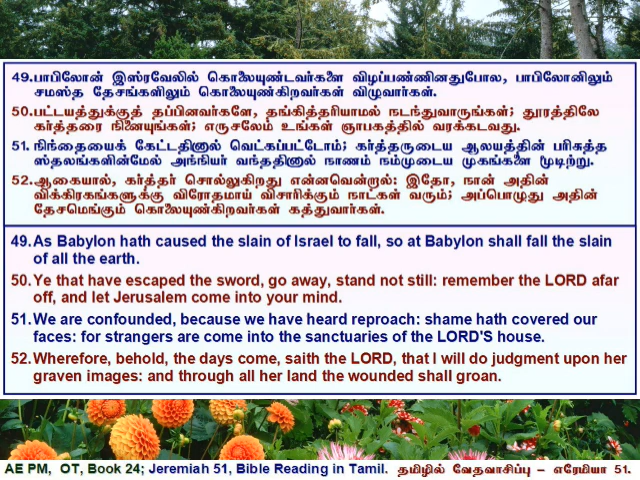 49.பாபிலோன் இஸ்ரவேலில் கொலையுண்டவர்களை விழப்பண்ணினதுபோல, பாபிலோனிலும்
சமஸ்த தேசங்களிலும் கொலையுண்கிறவர்கள் விழுவார்கள்.
50.பட்டயத்துக்குத் தப்பினவர்களே, தங்கித்தரியாமல் நடந்துவாருங்கள்; தூரத்திலே
கர்த்தரை நினையுங்கள்; எருசலேம் உங்கள் ஞாபகத்தில் வரக்கடவது.
51. நிந்தையைக் கேட்டதினால் வெட்கப்பட்டோம்; கர்த்தருடைய ஆலயத்தின் பரிசுத்த
ஸ்தலங்களின்மேல் அந்நியர் வந்ததினால் நாணம் நம்முடைய முகங்களை மூடிற்று.
52.ஆகையால், கர்த்தர் சொல்லுகிறது என்னவென்றால்: இதோ, நான் அதின்
விக்கிரகங்களுக்கு விரோதமாய் விசாரிக்கும் நாட்கள் வரும்; அப்பொழுது அதின்
தேசமெங்கும் கொலையுண்கிறவர்கள் கத்துவார்கள்.
49.As Babylon hath caused the slain of Israel to fall, so at Babylon shall fall the slain
of all the earth.
50.Ye that have escaped the sword, go away, stand not still: remember the LORD afar
off, and let Jerusalem come into your mind.
51.We are confounded, because we have heard reproach: shame hath covered our
faces: for strangers are come into the sanctuaries of the LORD'S house.
52.Wherefore, behold, the days come, saith the LORD, that I will do judgment upon her
graven images: and through all her land the wounded shall groan.
AE PM, OT, Book 24; Jeremiah 51, Bible Reading in Tamil. தமிழில் வேதவாசிப்பு – எரேமியா 51.